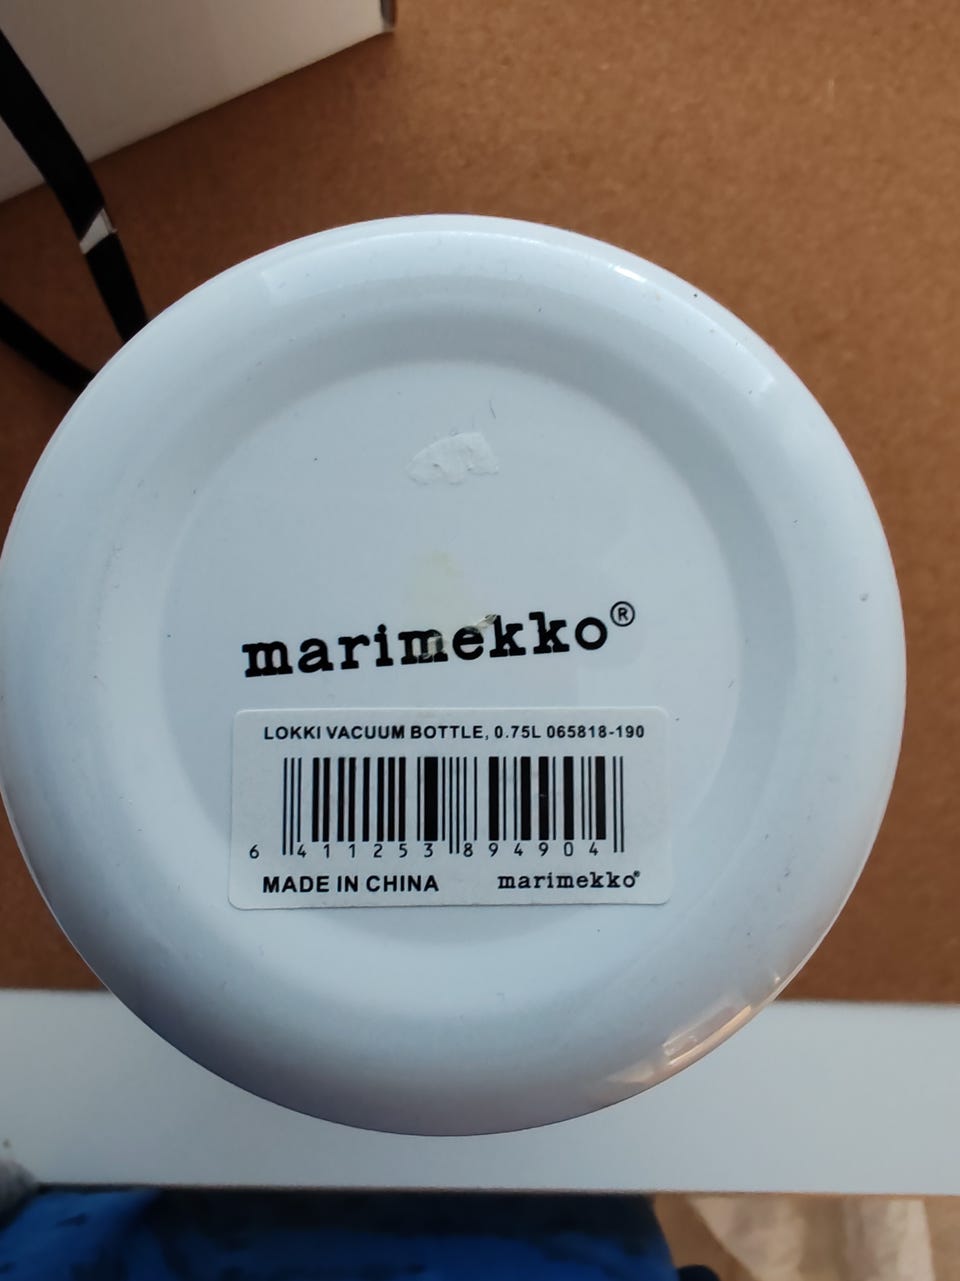 marimekko®
LOKKI VACUUM BOTTLE, 0.75L 065818-190
6 411253 894904
MADE IN CHINA marimekko®